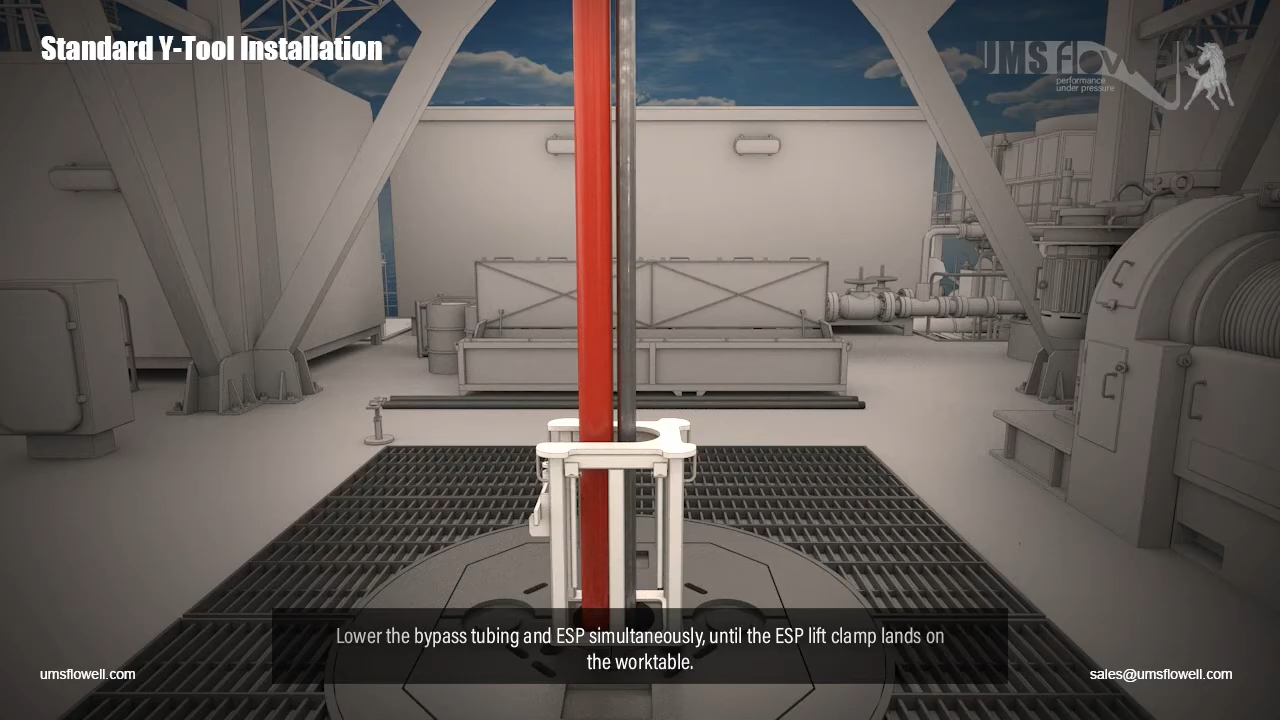 Standard Y-Tool Installation
UMS flow
performance
under pressure
Lower the bypass tubing and ESP simultaneously, until the ESP lift clamp lands on
the worktable.
umsflowell.com
sales@umsflowell.com